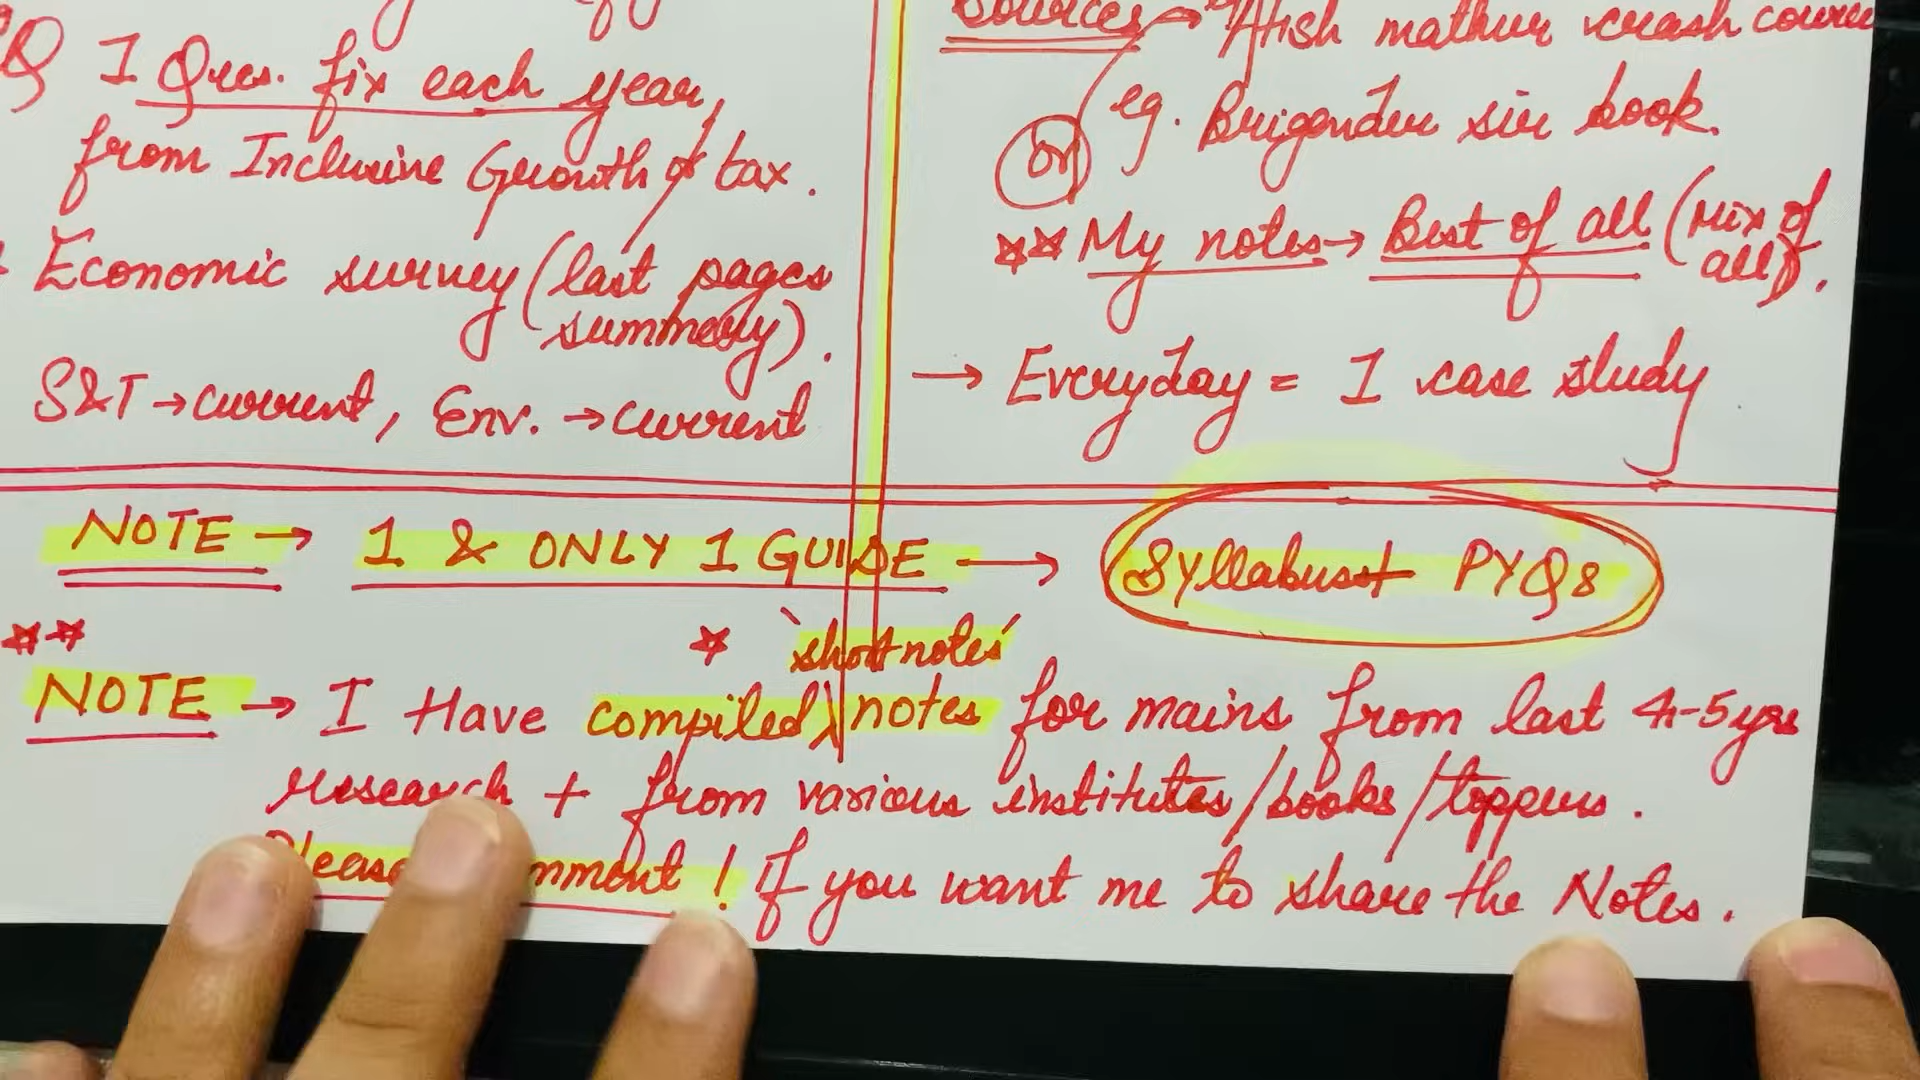 1 Ques. fix each year,
from Inclusive Growth & tax.
Economic survey (last pages
summary).
S&T → current, Env. → current
Sources → Atish mathur crash course
eg. Brigender sir book.
or
** My notes → Best of all (Mix of
all).
→ Everyday = 1 case study
NOTE → 1 & ONLY 1 GUIDE → Syllabus + PYQs
** * 'short notes'
NOTE → I Have compiled notes for mains from last 4-5 yrs
research + from various institutes/books/toppers.
Please comment! If you want me to share the Notes.